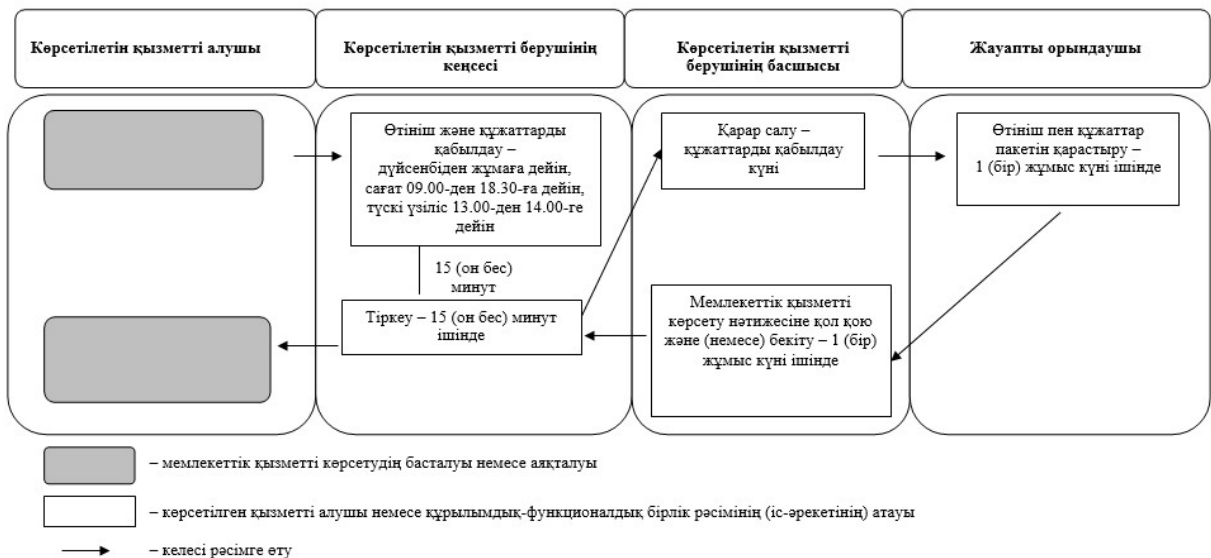 Көрсетілетін қызметті алушы
Көрсетілетін қызметті берушінің
кеңсесі
Көрсетілетін қызметті
берушінің басшысы
Жауапты орындаушы
Өтініш және құжаттарды
қабылдау –
дүйсенбіден жұмаға дейін,
сағат 09.00-ден 18.30-ға дейін,
түскі үзіліс 13.00-ден 14.00-ге
дейін
Қарар салу –
құжаттарды қабылдау
күні
Өтініш пен құжаттар
пакетін қарастыру –
1 (бір) жұмыс күні ішінде
15 (он бес)
минут
Тіркеу – 15 (он бес) минут
ішінде
Мемлекеттік қызметті
көрсету нәтижесіне қол қою
және (немесе) бекіту – 1 (бір)
жұмыс күні ішінде
– мемлекеттік қызметті көрсетудің басталуы немесе аяқталуы
– көрсетілген қызметті алушы немесе құрылымдық-функционалдық бірлік рәсімінің (іс-әрекетінің) атауы
– келесі рәсімге өту